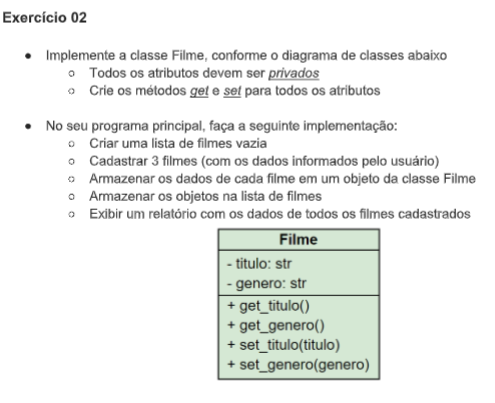 Exercício 02
• Implemente a classe Filme, conforme o diagrama de classes abaixo
○ Todos os atributos devem ser privados
○ Crie os métodos get e set para todos os atributos
• No seu programa principal, faça a seguinte implementação:
○ Criar uma lista de filmes vazia
○ Cadastrar 3 filmes (com os dados informados pelo usuário)
○ Armazenar os dados de cada filme em um objeto da classe Filme
○ Armazenar os objetos na lista de filmes
○ Exibir um relatório com os dados de todos os filmes cadastrados
Filme
- titulo: str
- genero: str
+ get_titulo()
+ get_genero()
+ set_titulo(titulo)
+ set_genero(genero)